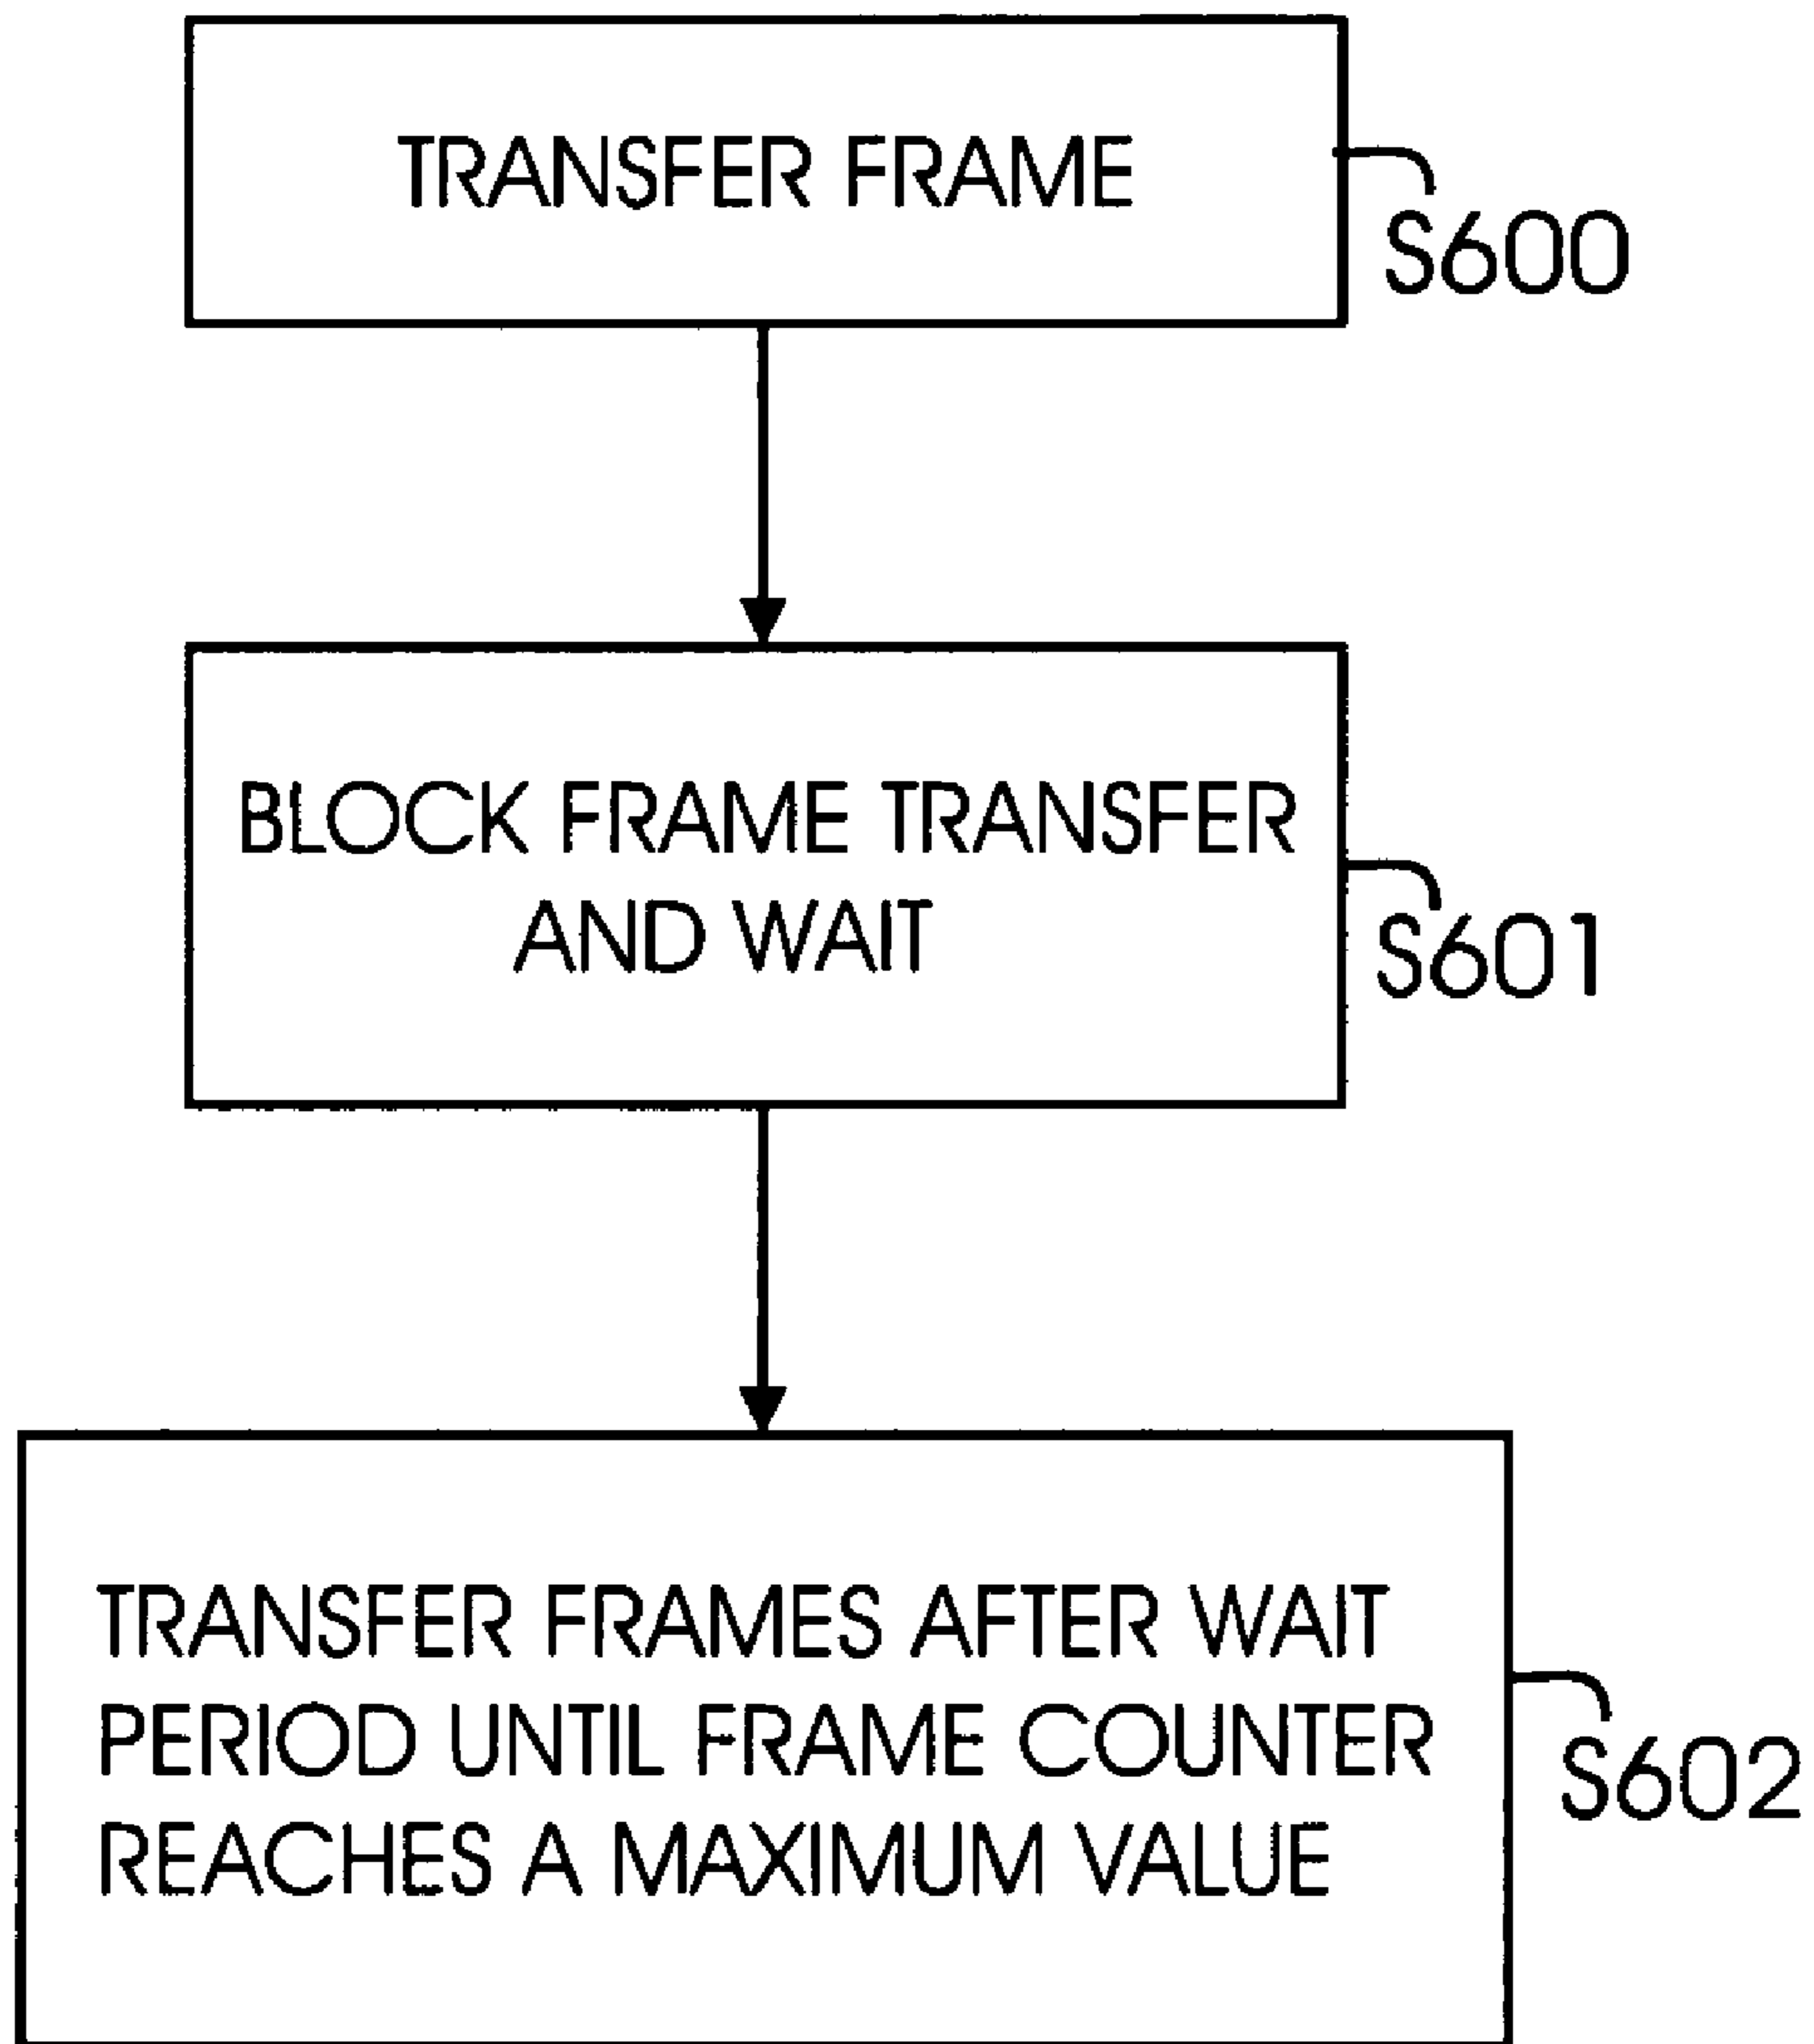 TRANSFER FRAME
S600
BLOCK FRAME TRANSFER
AND WAIT
S601
TRANSFER FRAMES AFTER WAIT
PERIOD UNTIL FRAME COUNTER
REACHES A MAXIMUM VALUE
S602